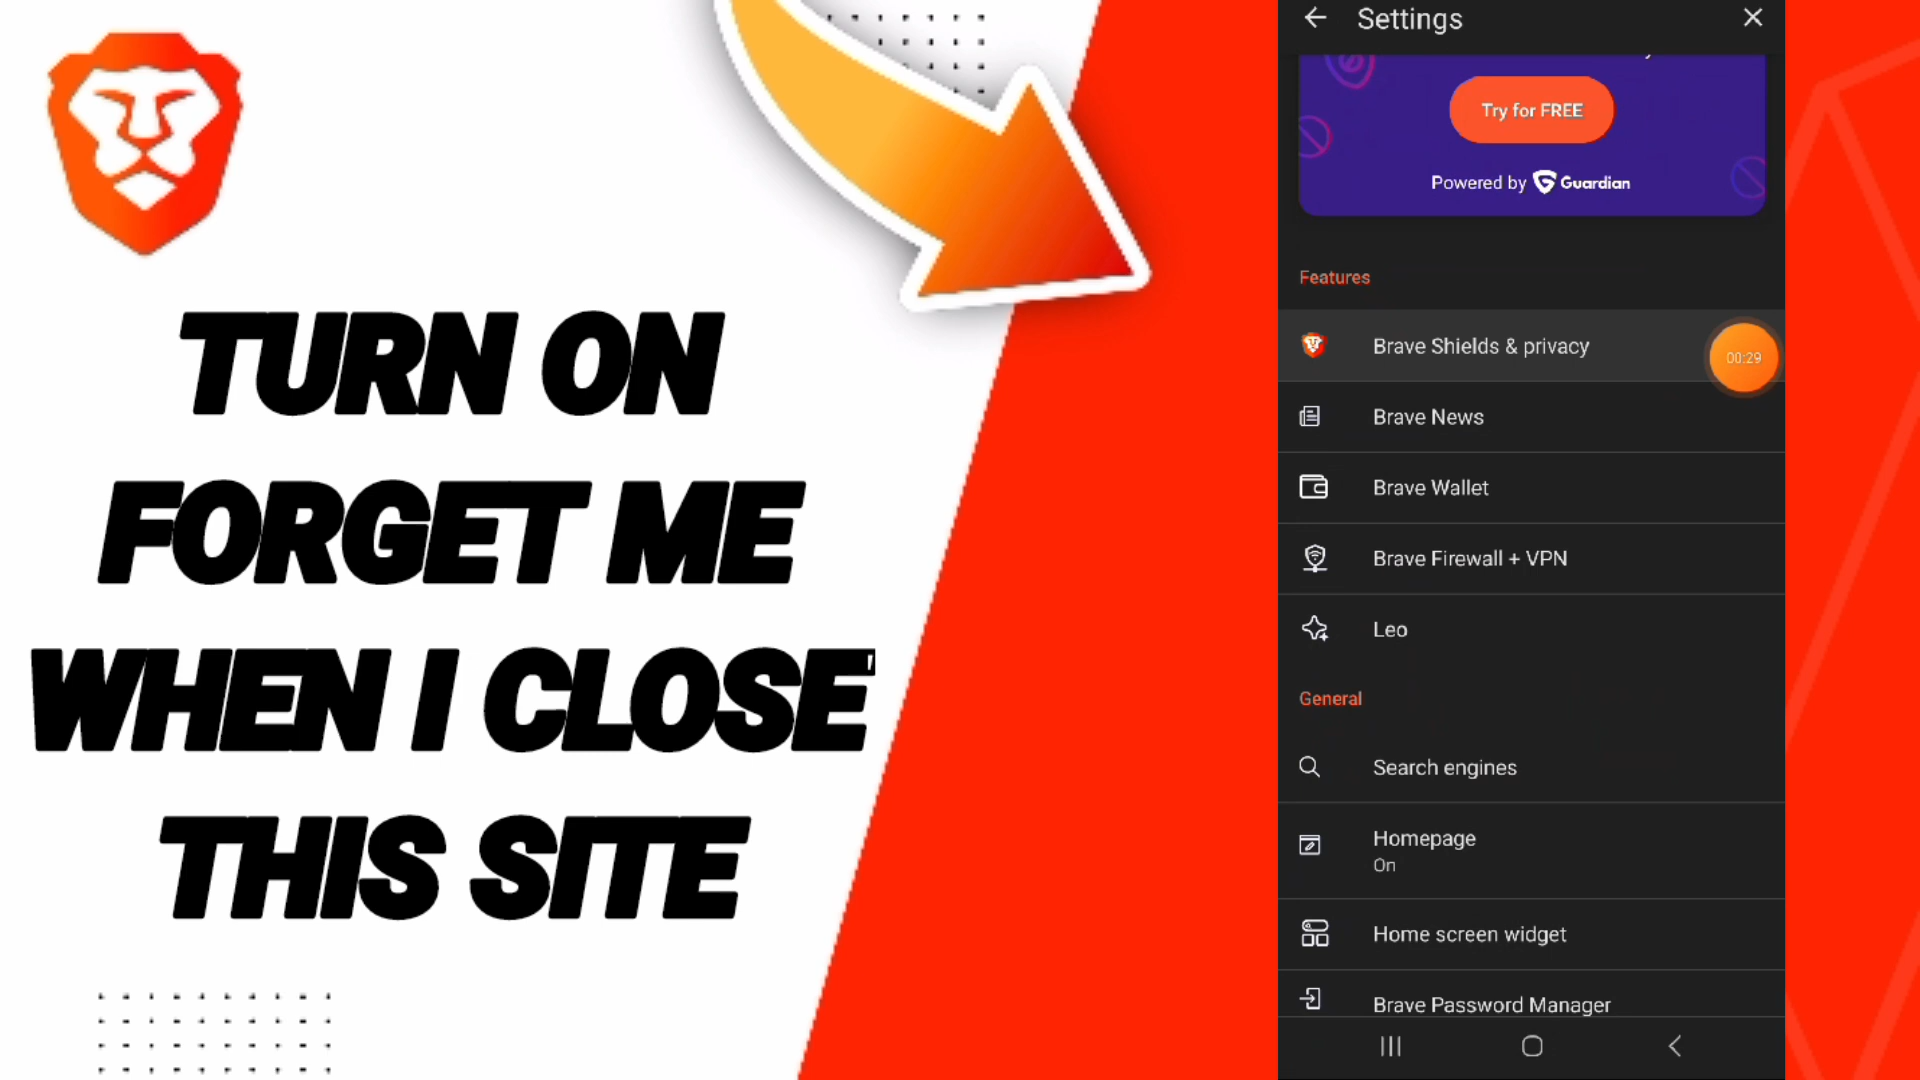 TURN ON
FORGET ME
WHEN I CLOSE'
THIS SITE
Settings
Try for FREE
Powered by Guardian
Features
Brave Shields & privacy
00:29
Brave News
Brave Wallet
Brave Firewall + VPN
Leo
General
Search engines
Homepage
On
Home screen widget
Brave Password Manager